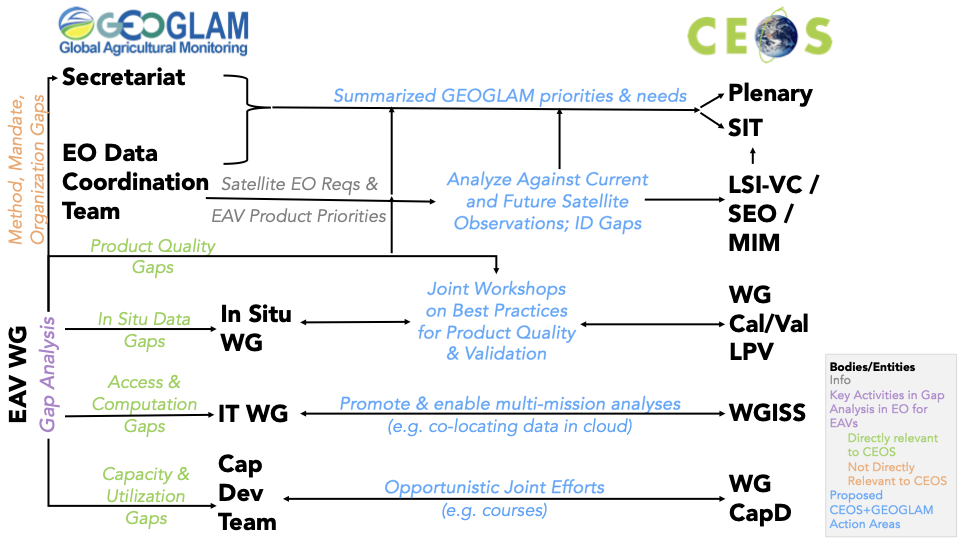 GEOGLAM
Global Agricultural Monitoring
CEOS
Secretariat
Method, Mandate,
Organization Gaps
Summarized GEOGLAM priorities & needs
Plenary
SIT
EO Data
Coordination
Team
Satellite EO Reqs &
EAV Product Priorities
Analyze Against Current
and Future Satellite
Observations; ID Gaps
LSI-VC /
SEO /
MIM
Product Quality
Gaps
Joint Workshops
on Best Practices
for Product Quality
& Validation
EAV WG
Gap Analysis
In Situ Data
Gaps
In Situ
WG
WG
Cal/Val
LPV
Access &
Computation
Gaps
IT WG
Promote & enable multi-mission analyses
(e.g. co-locating data in cloud)
WGISS
Capacity &
Utilization
Gaps
Cap
Dev
Team
Opportunistic Joint Efforts
(e.g. courses)
WG
CapD
Bodies/Entities
Info
Key Activities in Gap
Analysis in EO for
EAVs
Directly relevant
to CEOS
Not Directly
Relevant to CEOS
Proposed
CEOS+GEOGLAM
Action Areas